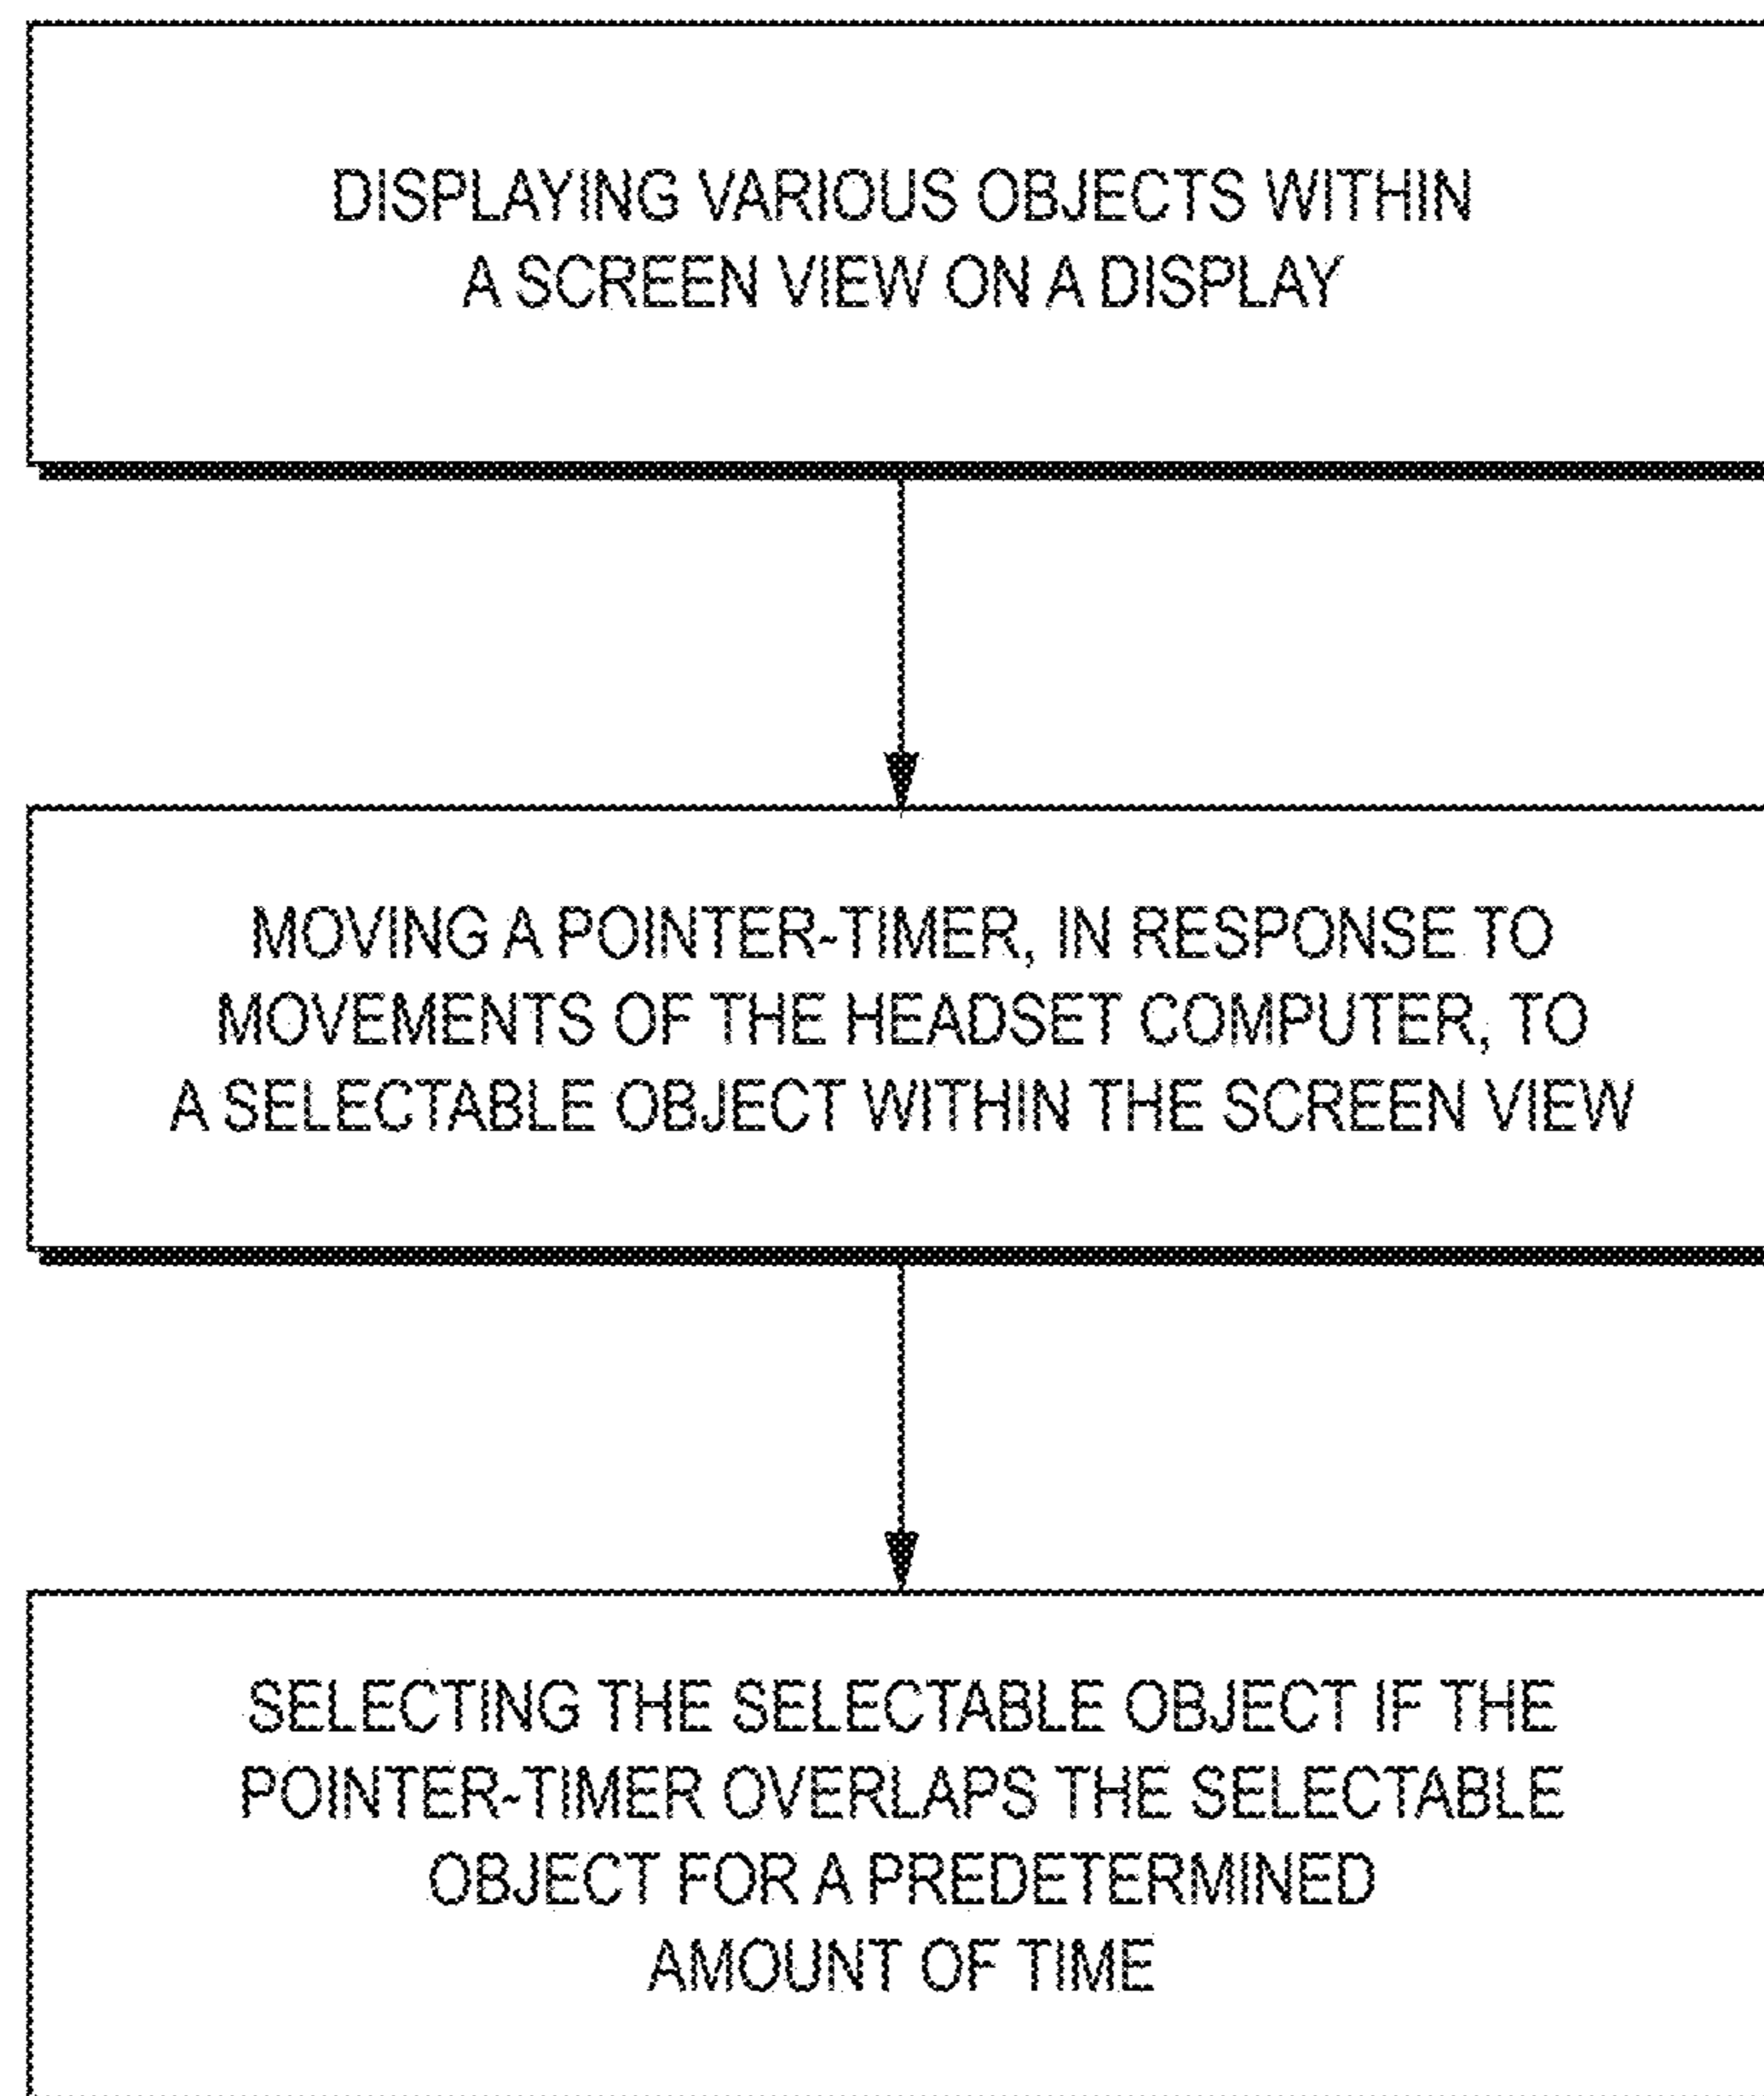 DISPLAYING VARIOUS OBJECTS WITHIN
A SCREEN VIEW ON A DISPLAY
MOVING A POINTER-TIMER, IN RESPONSE TO
MOVEMENTS OF THE HEADSET COMPUTER, TO
A SELECTABLE OBJECT WITHIN THE SCREEN VIEW
SELECTING THE SELECTABLE OBJECT IF THE
POINTER-TIMER OVERLAPS THE SELECTABLE
OBJECT FOR A PREDETERMINED
AMOUNT OF TIME